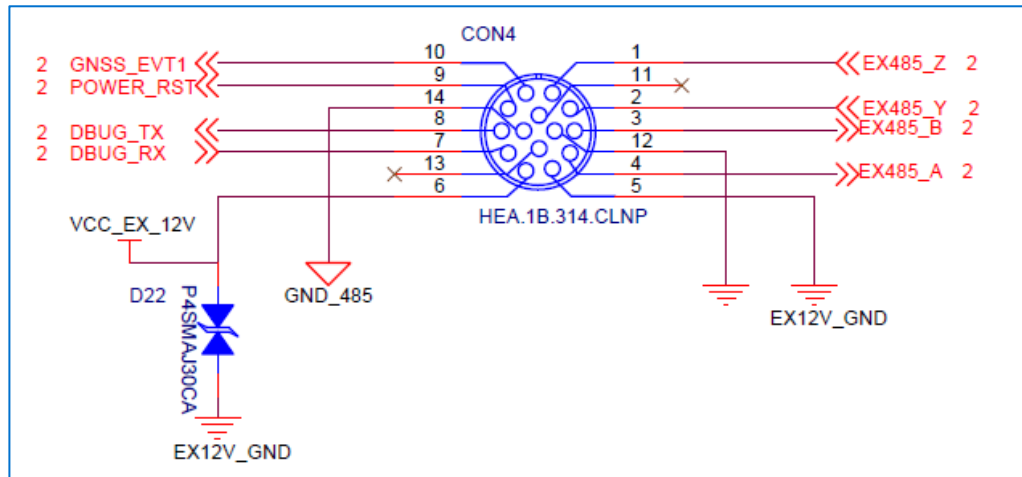 CON4
2 GNSS_EVT1 10 1 EX485_Z 2
2 POWER_RST 9 11
14 2 EX485_Y 2
2 DBUG_TX 8 3 EX485_B 2
2 DBUG_RX 7 12
13 4 EX485_A 2
6 5
HEA.1B.314.CLNP
VCC_EX_12V
D22
P4SMAJ30CA
GND_485
EX12V_GND
EX12V_GND